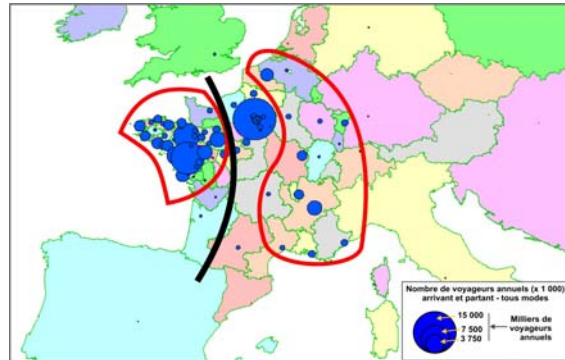 Nombre de voyageurs annuels (x 1 000)
arrivant et partant - tous modes
15 000
7 500
3 750
Milliers de
voyageurs
annuels